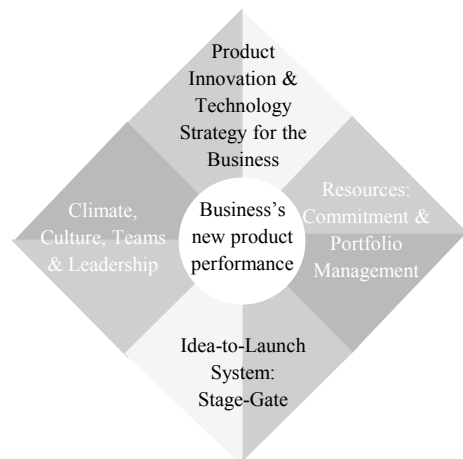 Product
Innovation &
Technology
Strategy for the
Business
Climate,
Culture, Teams
& Leadership
Business’s
new product
performance
Resources:
Commitment &
Portfolio
Management
Idea-to-Launch
System:
Stage-Gate